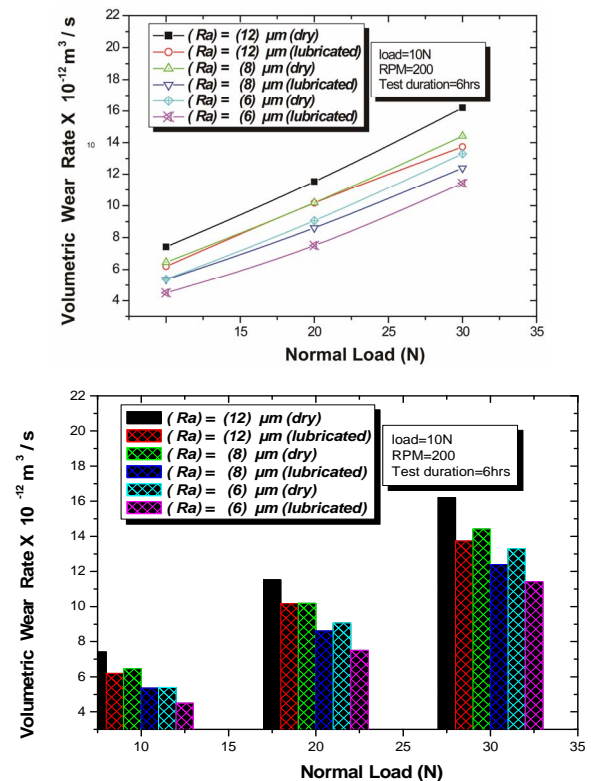 ( Ra) = (12) µm (dry)
( Ra) = (12) µm (lubricated)
( Ra) = (8) µm (dry)
( Ra) = (8) µm (lubricated)
( Ra) = (6) µm (dry)
( Ra) = (6) µm (lubricated)
load=10N
RPM=200
Test duration=6hrs
Volumetric Wear Rate X 10⁻¹² m³ / s
10
22
20
18
16
14
12
10
8
6
4
15
20
25
30
35
Normal Load (N)
( Ra) = (12) µm (dry)
( Ra) = (12) µm (lubricated)
( Ra) = (8) µm (dry)
( Ra) = (8) µm (lubricated)
( Ra) = (6) µm (dry)
( Ra) = (6) µm (lubricated)
load=10N
RPM=200
Test duration=6hrs
Volumetric Wear Rate X 10⁻¹² m³ / s
22
20
18
16
14
12
10
8
6
4
10
15
20
25
30
35
Normal Load (N)